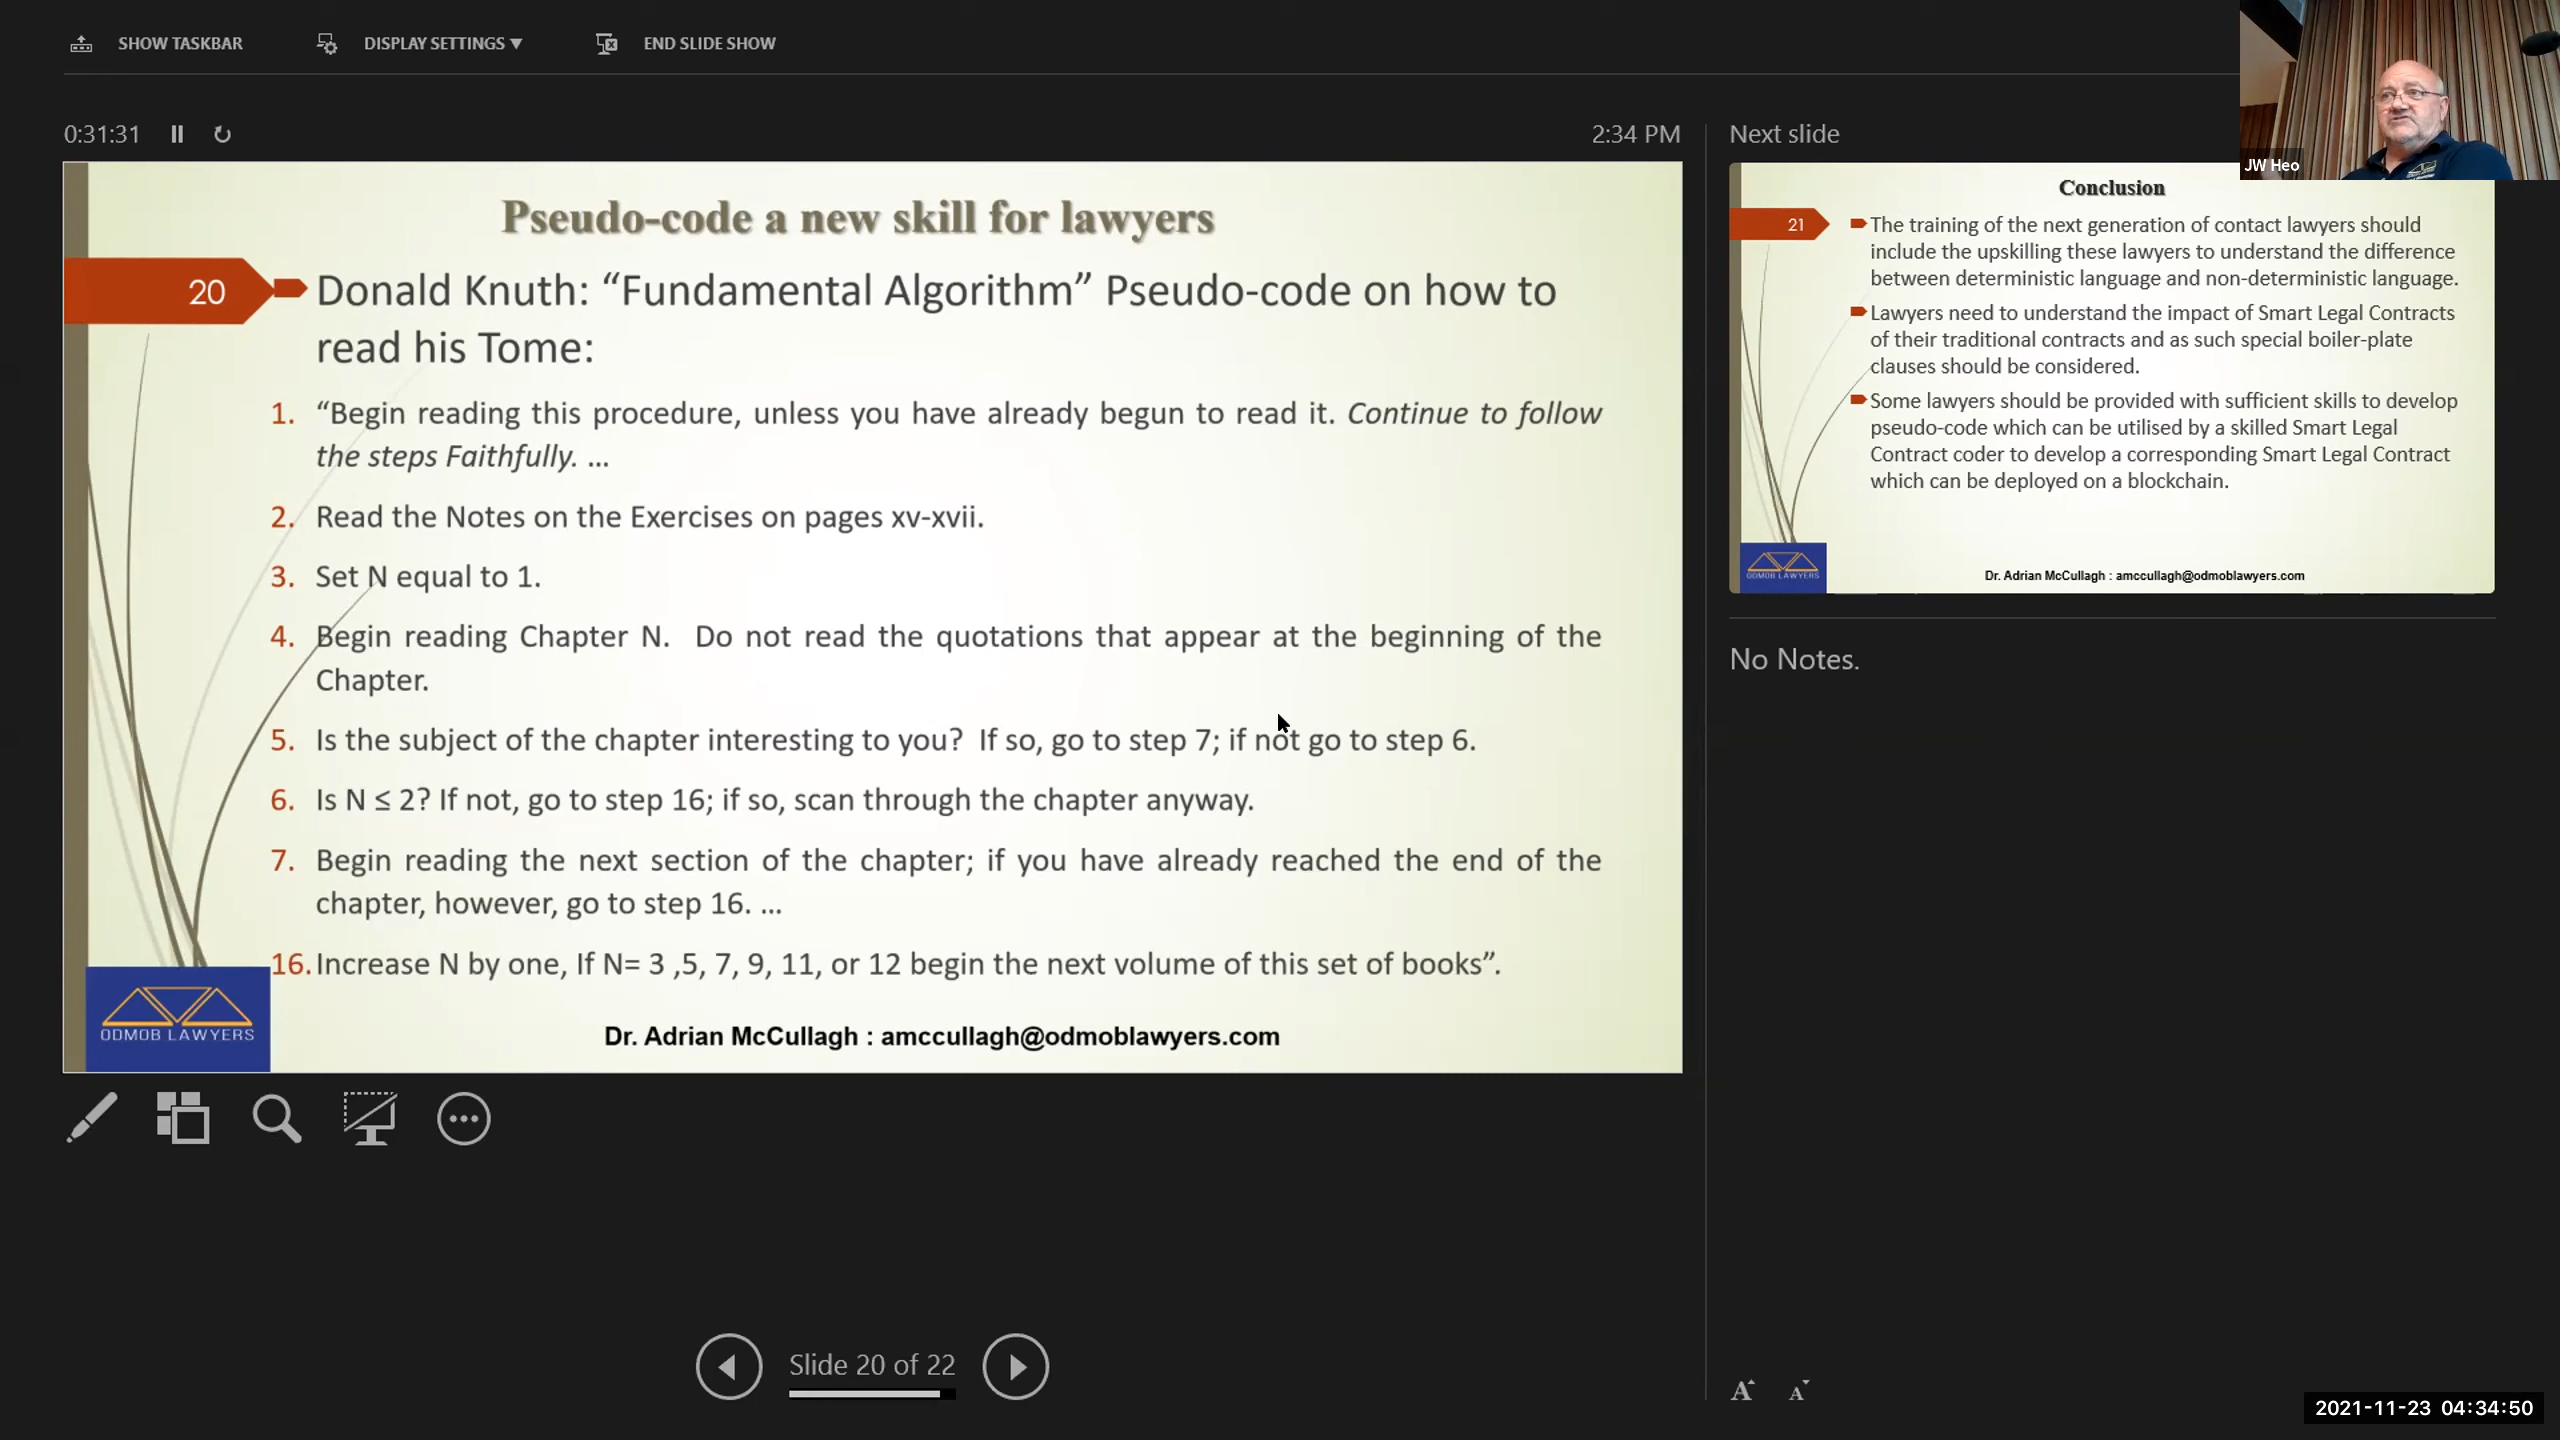 SHOW TASKBAR
DISPLAY SETTINGS ▼
END SLIDE SHOW
JW Heo
0:31:31
2:34 PM
Next slide
Pseudo-code a new skill for lawyers
20
Donald Knuth: “Fundamental Algorithm” Pseudo-code on how to
read his Tome:
1. “Begin reading this procedure, unless you have already begun to read it. Continue to follow
the steps Faithfully. ...
2. Read the Notes on the Exercises on pages xv-xvii.
3. Set N equal to 1.
4. Begin reading Chapter N. Do not read the quotations that appear at the beginning of the
Chapter.
5. Is the subject of the chapter interesting to you? If so, go to step 7; if not go to step 6.
6. Is N ≤ 2? If not, go to step 16; if so, scan through the chapter anyway.
7. Begin reading the next section of the chapter; if you have already reached the end of the
chapter, however, go to step 16. ...
16. Increase N by one, If N= 3 ,5, 7, 9, 11, or 12 begin the next volume of this set of books”.
ODMOB LAWYERS
Dr. Adrian McCullagh : amccullagh@odmoblawyers.com
Conclusion
21
The training of the next generation of contact lawyers should
include the upskilling these lawyers to understand the difference
between deterministic language and non-deterministic language.
Lawyers need to understand the impact of Smart Legal Contracts
of their traditional contracts and as such special boiler-plate
clauses should be considered.
Some lawyers should be provided with sufficient skills to develop
pseudo-code which can be utilised by a skilled Smart Legal
Contract coder to develop a corresponding Smart Legal Contract
which can be deployed on a blockchain.
ODMOB LAWYERS
Dr. Adrian McCullagh : amccullagh@odmoblawyers.com
No Notes.
Slide 20 of 22
A A
2021-11-23 04:34:50